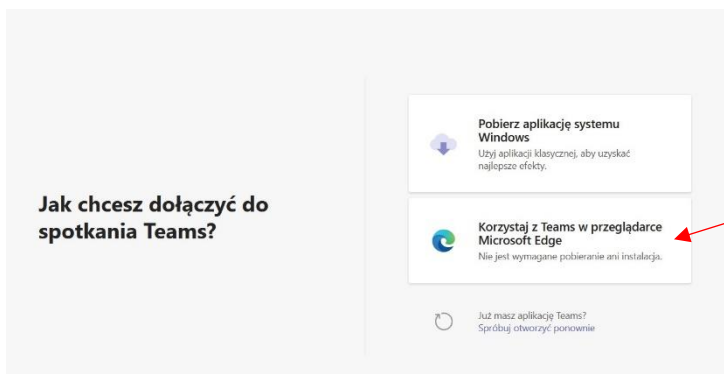 Jak chcesz dołączyć do
spotkania Teams?
Pobierz aplikację systemu
Windows
Użyj aplikacji klasycznej, aby uzyskać
najlepsze efekty.
Korzystaj z Teams w przeglądarce
Microsoft Edge
Nie jest wymagane pobieranie ani instalacja.
Już masz aplikację Teams?
Spróbuj otworzyć ponownie